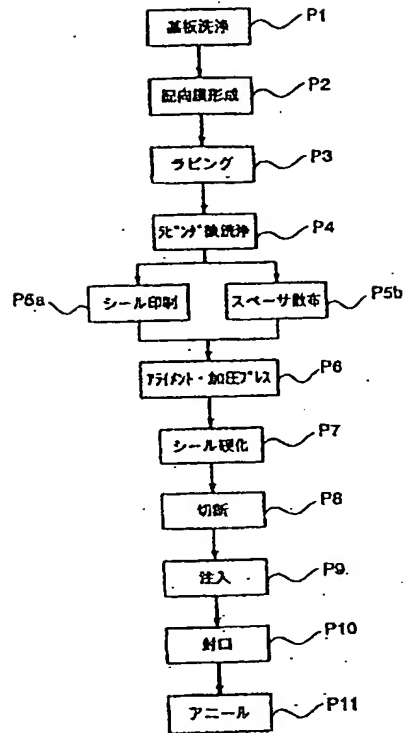 基板洗浄 P1
配向膜形成 P2
ラビング P3
ラビング後洗浄 P4
P5a シール印刷 スペーサ散布 P5b
アライメント・加圧プレス P6
シール硬化 P7
切断 P8
注入 P9
封口 P10
アニール P11